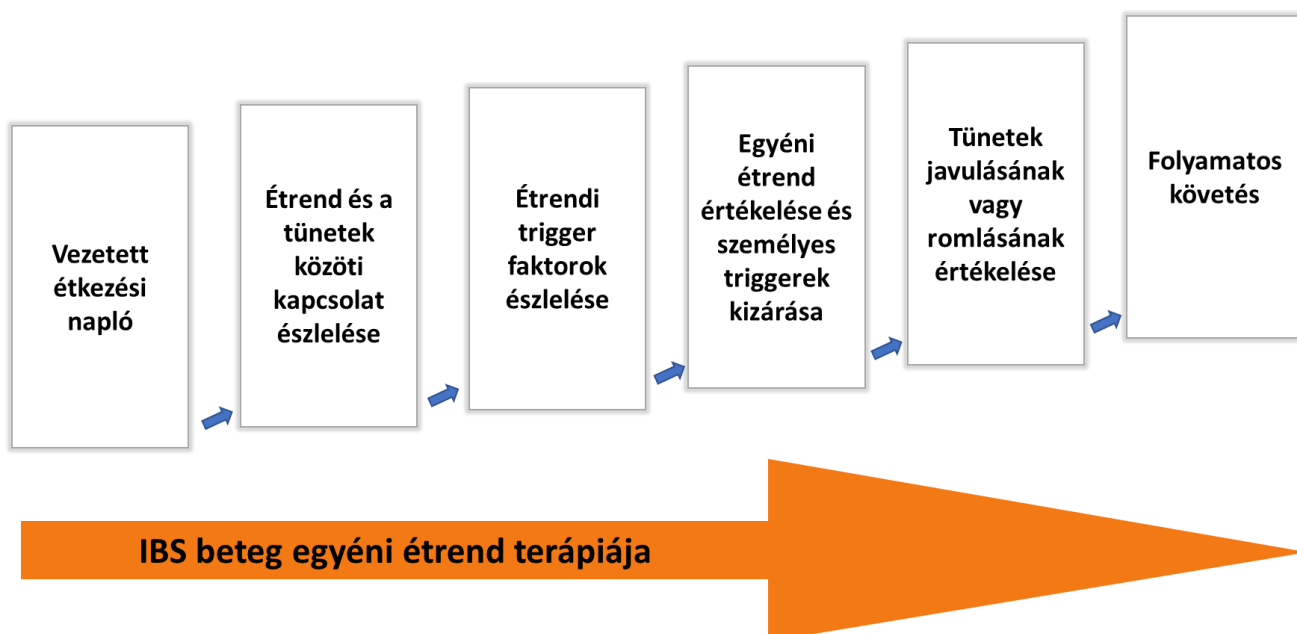 Vezetett
étkezési
napló
Étrend és a
tünetek
közöti
kapcsolat
észlelése
Étrendi
trigger
faktorok
észlelése
Egyéni
étrend
értékelése és
személyes
triggerek
kizárása
Tünetek
javulásának
vagy
romlásának
értékelése
Folyamatos
követés
IBS beteg egyéni étrend terápiája